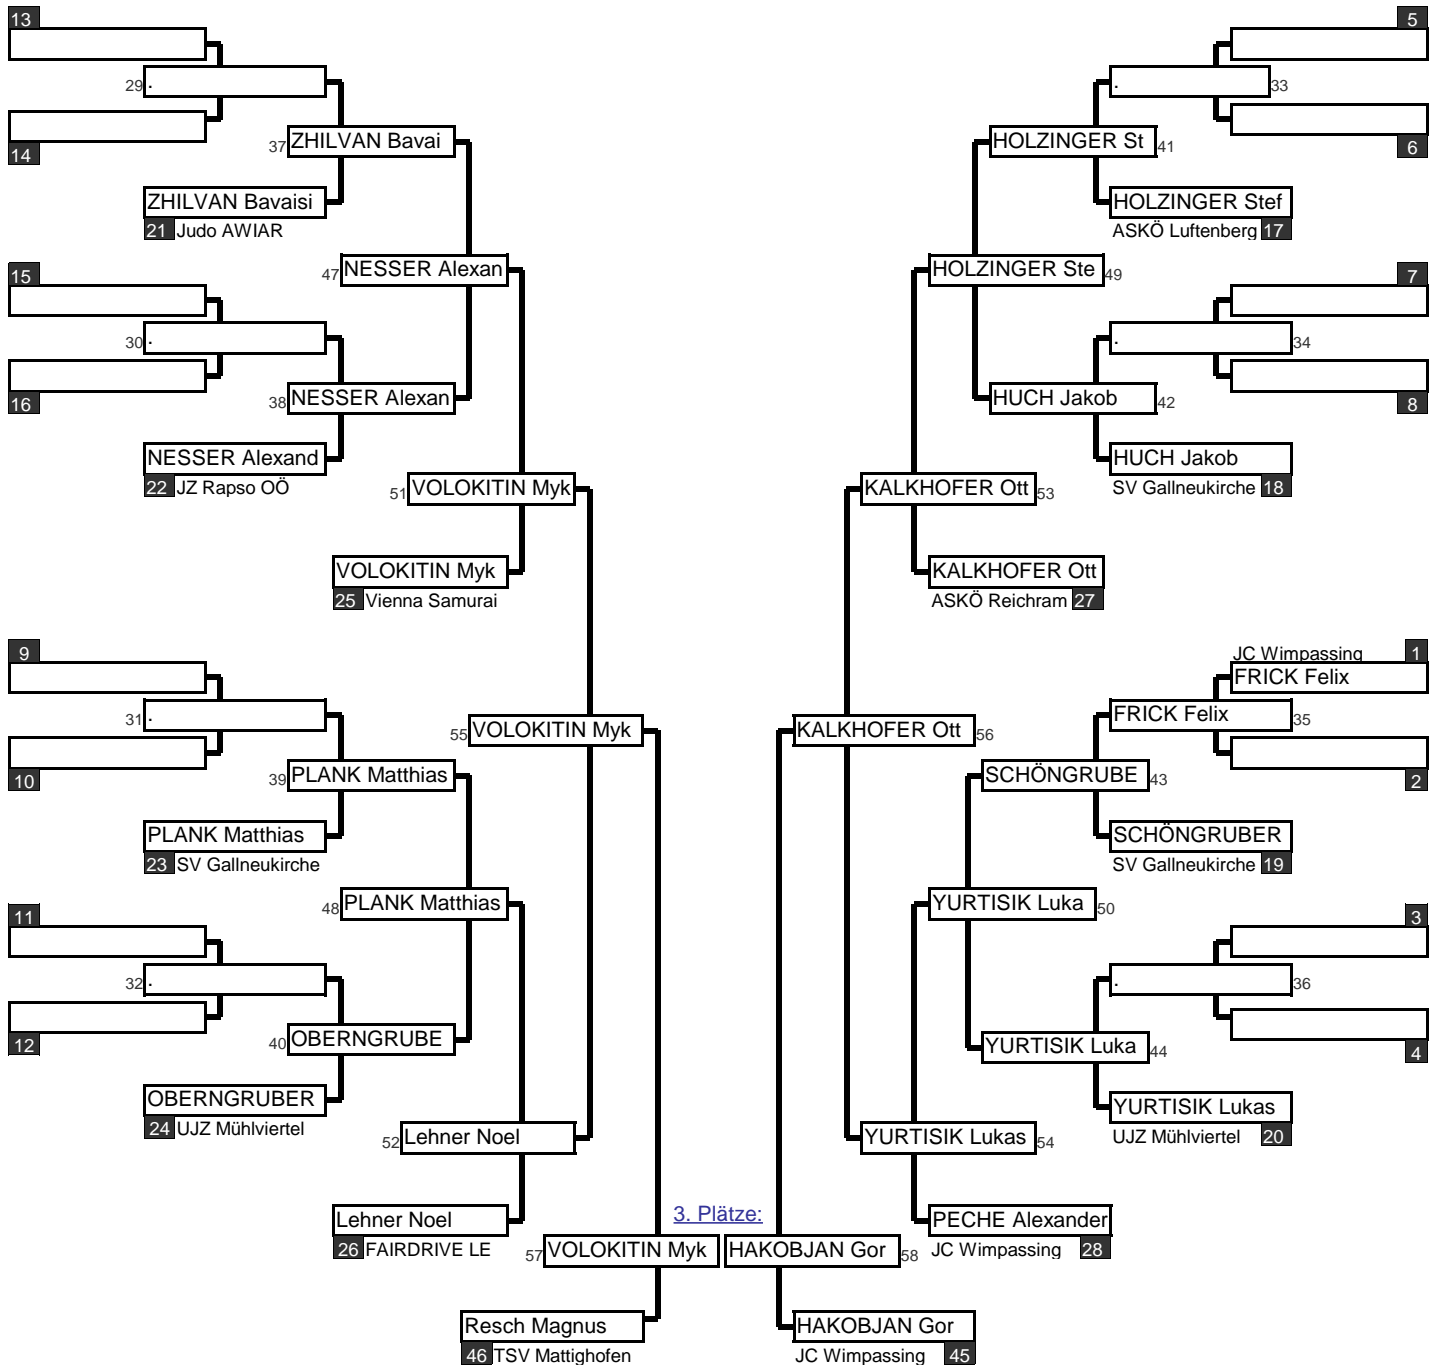 13
29 .
14
37 ZHILVAN Bavai
ZHILVAN Bavaisi
21 Judo AWIAR
47 NESSER Alexan
15
30 .
16
38 NESSER Alexan
NESSER Alexand
22 JZ Rapso OÖ
51 VOLOKITIN Myk
VOLOKITIN Myk
25 Vienna Samurai
9
31 .
10
55 VOLOKITIN Myk
39 PLANK Matthias
PLANK Matthias
23 SV Gallneukirche
48 PLANK Matthias
11
32 .
12
40 OBERNGRUBE
OBERNGRUBER
24 UJZ Mühlviertel
52 Lehner Noel
Lehner Noel
26 FAIRDRIVE LE
57 VOLOKITIN Myk
Resch Magnus
46 TSV Mattighofen
3. Plätze:
5
. 33
6
HOLZINGER St 41
HOLZINGER Stef
ASKÖ Luftenberg 17
HOLZINGER Ste 49
7
. 34
8
HUCH Jakob 42
HUCH Jakob
SV Gallneukirche 18
KALKHOFER Ott 53
KALKHOFER Ott
ASKÖ Reichram 27
JC Wimpassing 1
FRICK Felix
FRICK Felix 35
2
KALKHOFER Ott 56
SCHÖNGRUBE 43
SCHÖNGRUBER
SV Gallneukirche 19
YURTISIK Luka 50
3
. 36
4
YURTISIK Luka 44
YURTISIK Lukas
UJZ Mühlviertel 20
YURTISIK Lukas 54
PECHE Alexander
JC Wimpassing 28
HAKOBJAN Gor 58
HAKOBJAN Gor
JC Wimpassing 45